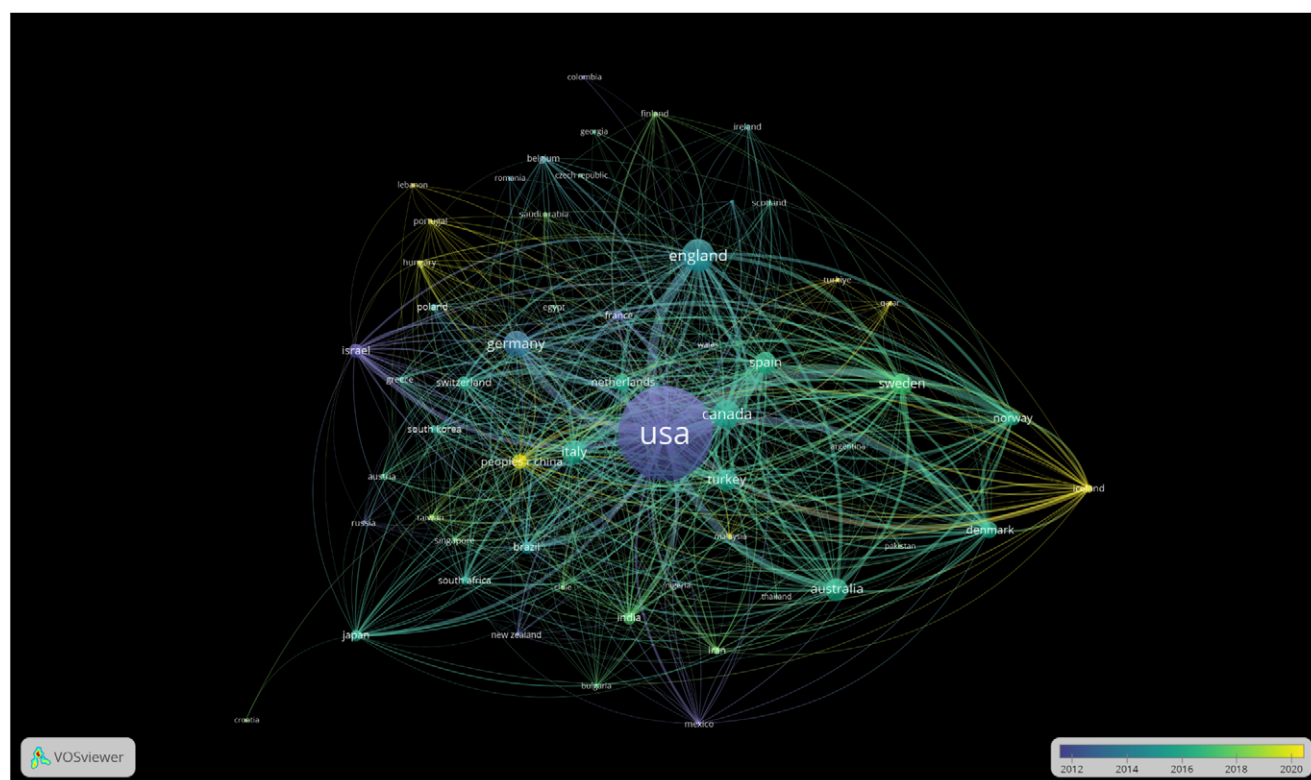 colombia
finland
ireland
georgia
belgium
czech republic
romania
lebanon
scotland
saudi arabia
portugal
england
hungary
turkiye
qatar
poland
egypt
france
germany
wales
israel
spain
greece
switzerland
netherlands
sweden
canada
norway
south korea
usa
argentina
italy
peoples r china
austria
turkey
iceland
taiwan
russia
denmark
malaysia
singapore
brazil
pakistan
south africa
australia
nigeria
thailand
india
japan
new zealand
iran
bulgaria
croatia
mexico
VOSviewer
2012 2014 2016 2018 2020